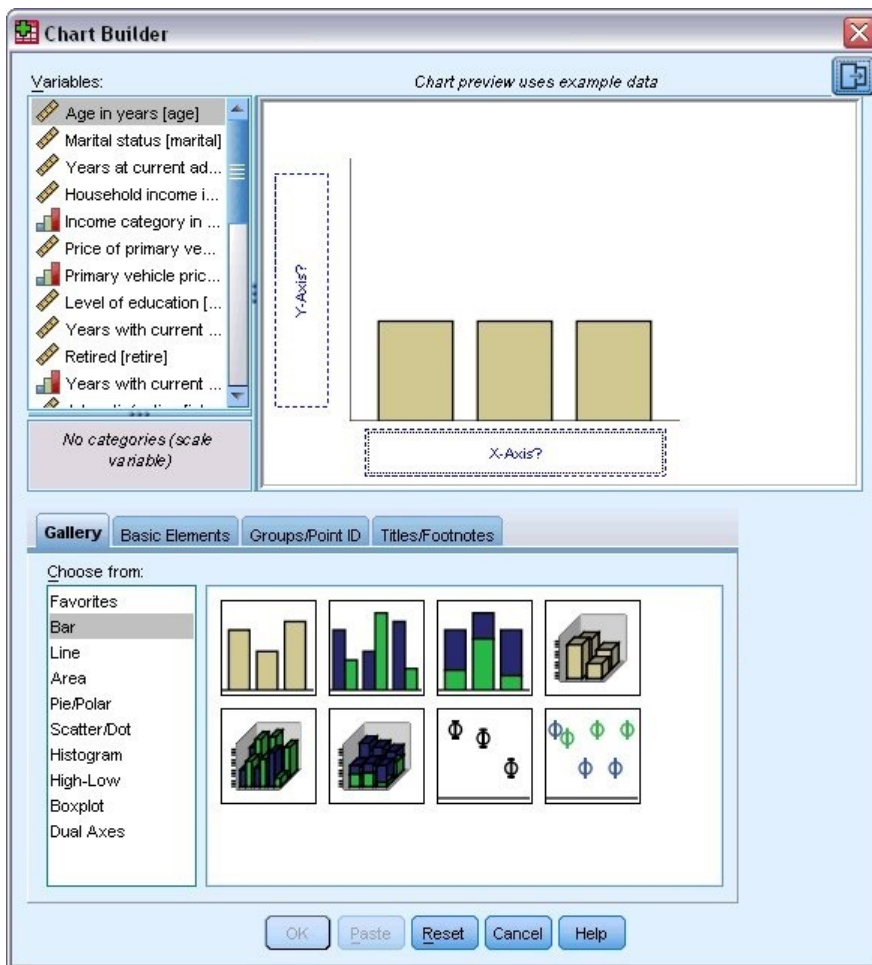 Chart Builder
Variables:
Chart preview uses example data
Age in years [age]
Marital status [marital]
Years at current ad...
Household income i...
Income category in ...
Price of primary ve...
Primary vehicle pric...
Level of education [...
Years with current ...
Retired [retire]
Years with current ...
No categories (scale
variable)
Y-Axis?
X-Axis?
Gallery
Basic Elements
Groups/Point ID
Titles/Footnotes
Choose from:
Favorites
Bar
Line
Area
Pie/Polar
Scatter/Dot
Histogram
High-Low
Boxplot
Dual Axes
OK
Paste
Reset
Cancel
Help